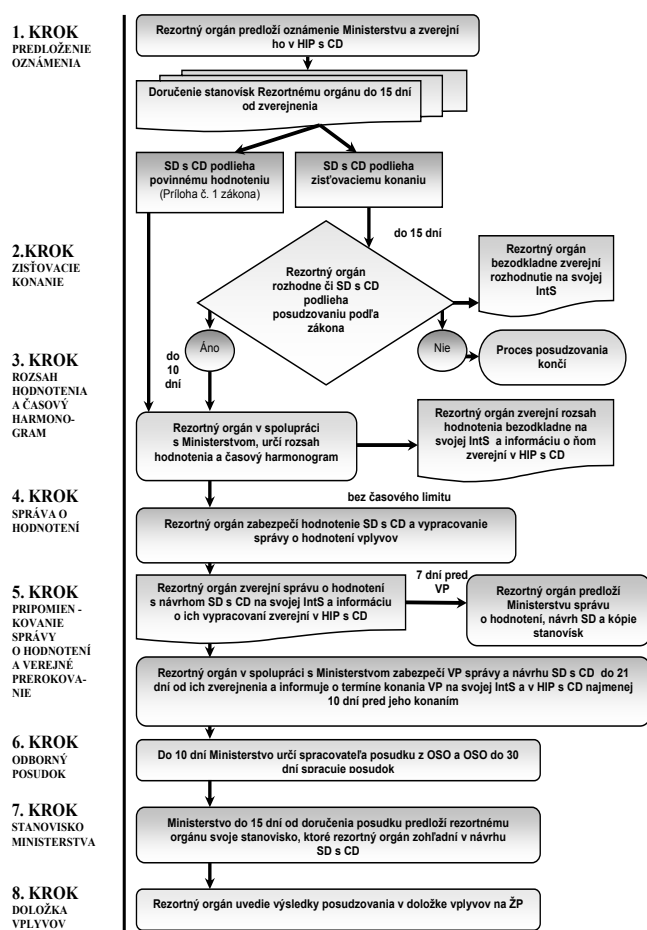 1. KROK
PREDLOŽENIE
OZNÁMENIA
Rezortný orgán predloží oznámenie Ministerstvu a zverejní
ho v HIP s CD
Doručenie stanovísk Rezortnému orgánu do 15 dní
od zverejnenia
SD s CD podlieha
povinnému hodnoteniu
(Príloha č. 1 zákona)
SD s CD podlieha
zisťovaciemu konaniu
do 15 dní
2.KROK
ZISŤOVACIE
KONANIE
Rezortný orgán
rozhodne či SD s CD
podlieha
posudzovaniu podľa
zákona
Rezortný orgán
bezodkladne zverejní
rozhodnutie na svojej
IntS
Áno
Nie
Proces posudzovania
končí
do
10
dní
3. KROK
ROZSAH
HODNOTENIA
A ČASOVÝ
HARMONO-
GRAM
Rezortný orgán v spolupráci
s Ministerstvom, určí rozsah
hodnotenia a časový harmonogram
Rezortný orgán zverejní rozsah
hodnotenia bezodkladne na
svojej IntS a informáciu o ňom
zverejní v HIP s CD
4. KROK
SPRÁVA O
HODNOTENÍ
bez časového limitu
Rezortný orgán zabezpečí hodnotenie SD s CD a vypracovanie
správy o hodnotení vplyvov
5. KROK
PRIPOMIEN -
KOVANIE
SPRÁVY
O HODNOTENÍ
A VEREJNÉ
PREROKOVA-
NIE
Rezortný orgán zverejní správu o hodnotení
s návrhom SD s CD na svojej IntS a informáciu
o ich vypracovaní zverejní v HIP s CD
7 dní pred
VP
Rezortný orgán predloží
Ministerstvu správu
o hodnotení, návrh SD a kópie
stanovísk
Rezortný orgán v spolupráci s Ministerstvom zabezpečí VP správy a návrhu SD s CD do 21
dní od ich zverejnenia a informuje o termíne konania VP na svojej IntS a v HIP s CD najmenej
10 dní pred jeho konaním
6. KROK
ODBORNÝ
POSUDOK
Do 10 dní Ministerstvo určí spracovateľa posudku z OSO a OSO do 30
dní spracuje posudok
7. KROK
STANOVISKO
MINISTERSTVA
Ministerstvo do 15 dní od doručenia posudku predloží rezortnému
orgánu svoje stanovisko, ktoré rezortný orgán zohľadní v návrhu
SD s CD
8. KROK
DOLOŽKA
VPLYVOV
Rezortný orgán uvedie výsledky posudzovania v doložke vplyvov na ŽP